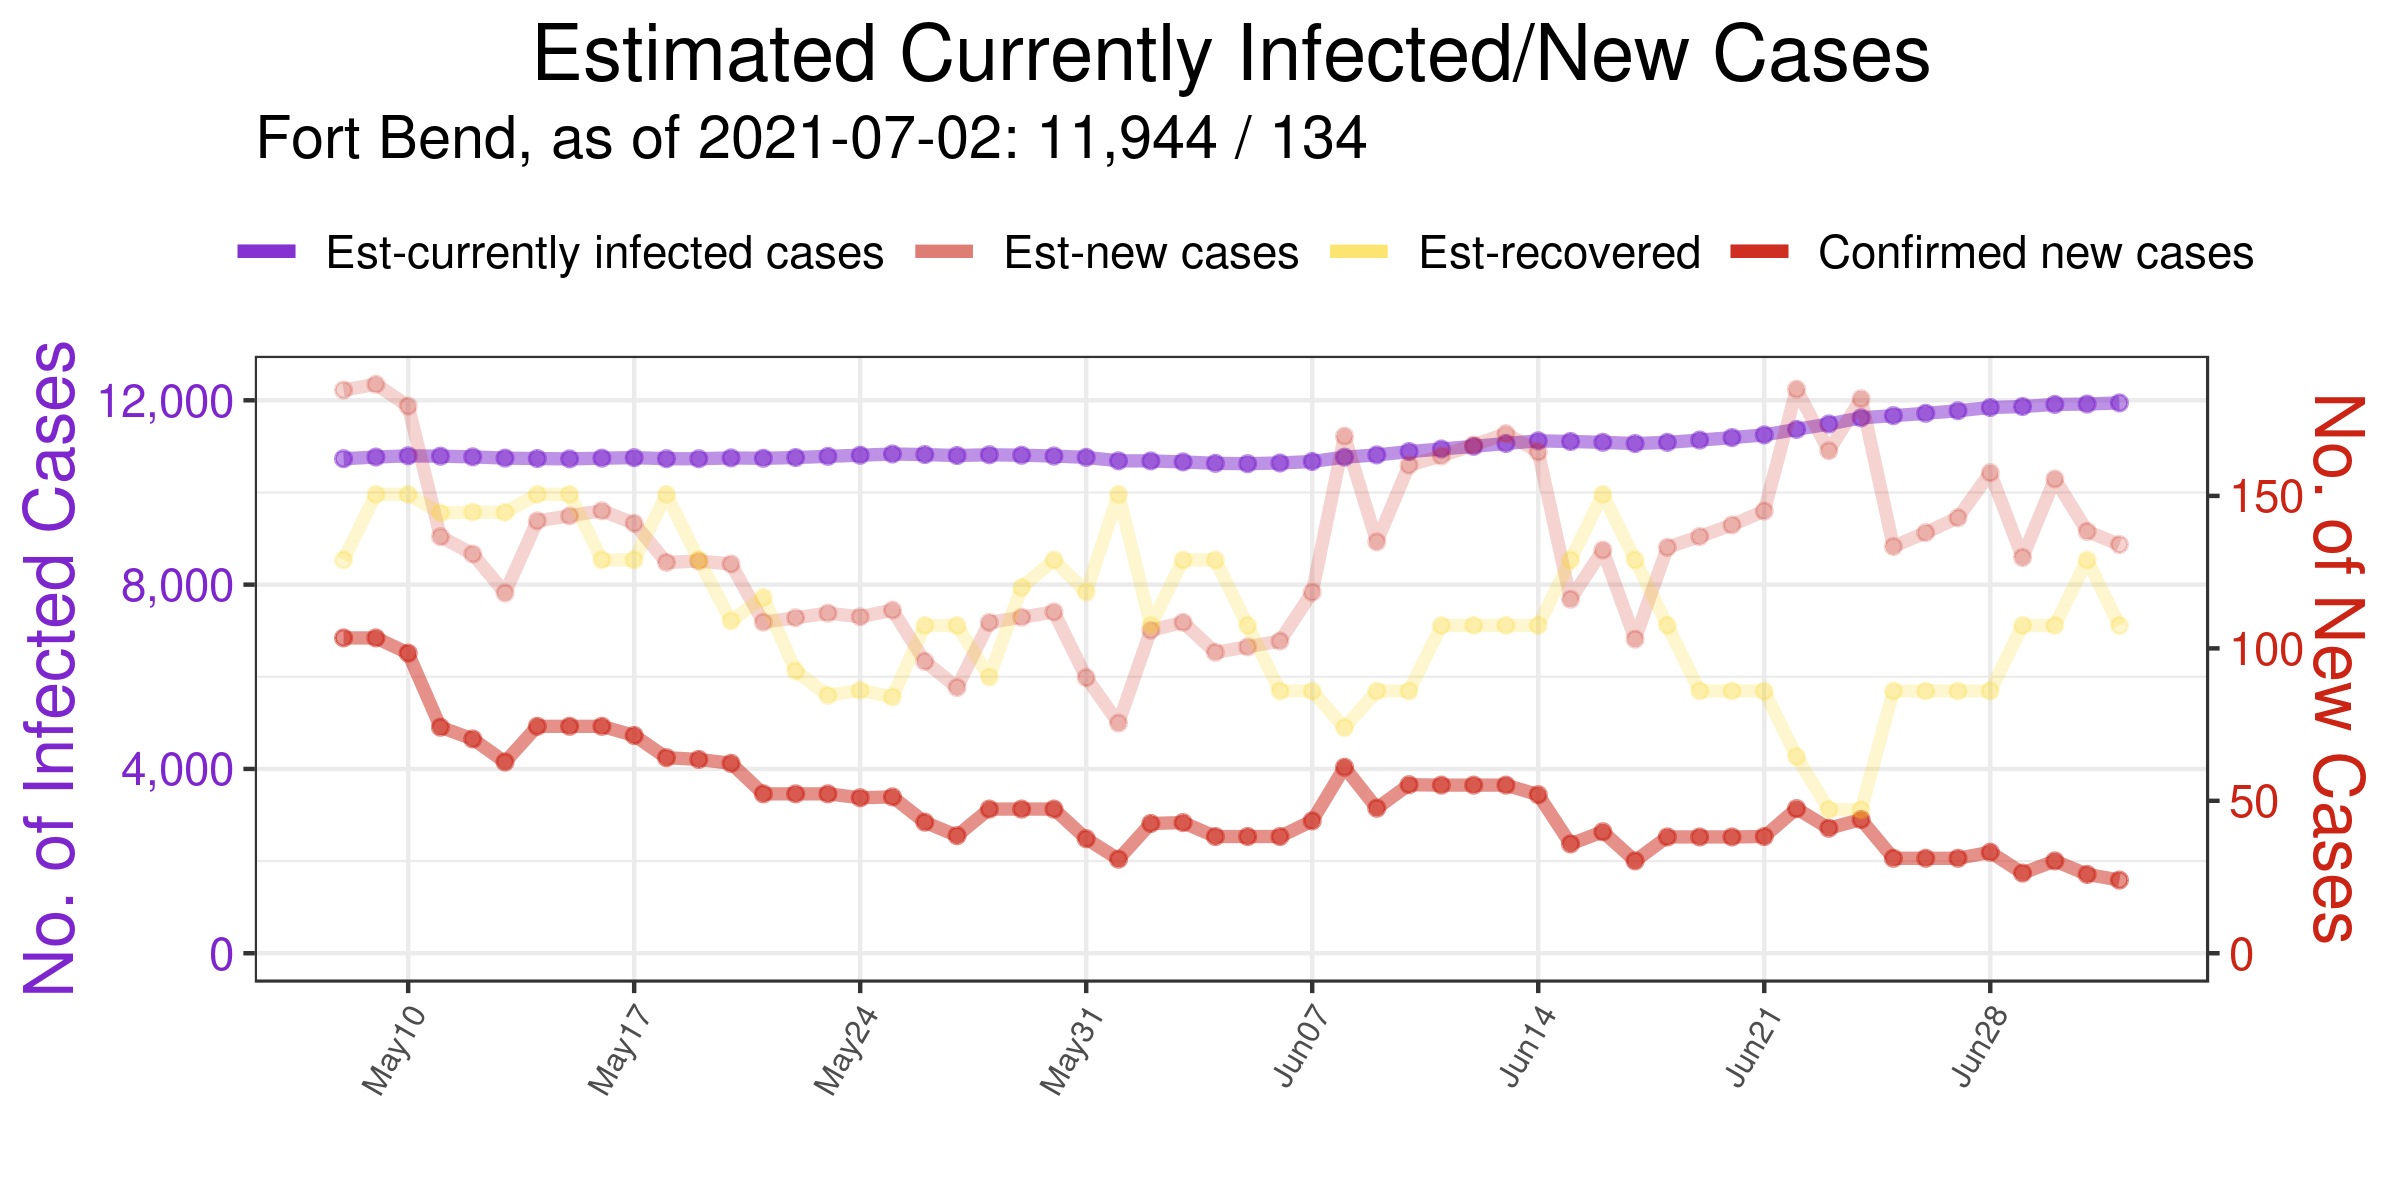 Estimated Currently Infected/New Cases
Fort Bend, as of 2021-07-02: 11,944 / 134
Est-currently infected cases Est-new cases Est-recovered Confirmed new cases
No. of Infected Cases
12,000
8,000
4,000
0
150
100
50
0
No. of New Cases
May10 May17 May24 May31 Jun07 Jun14 Jun21 Jun28